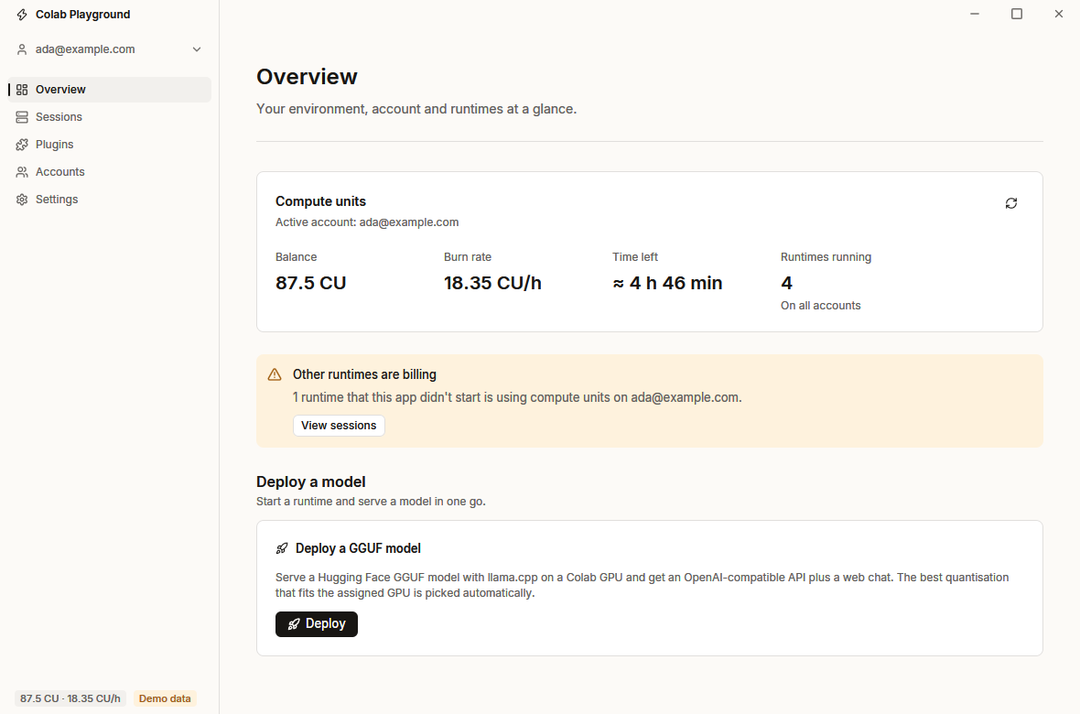 Colab Playground
ada@example.com
Overview
Sessions
Plugins
Accounts
Settings
87.5 CU · 18.35 CU/h
Demo data
Overview
Your environment, account and runtimes at a glance.
Compute units
Active account: ada@example.com
Balance
87.5 CU
Burn rate
18.35 CU/h
Time left
≈ 4 h 46 min
Runtimes running
4
On all accounts
Other runtimes are billing
1 runtime that this app didn't start is using compute units on ada@example.com.
View sessions
Deploy a model
Start a runtime and serve a model in one go.
Deploy a GGUF model
Serve a Hugging Face GGUF model with llama.cpp on a Colab GPU and get an OpenAI-compatible API plus a web chat. The best quantisation
that fits the assigned GPU is picked automatically.
Deploy